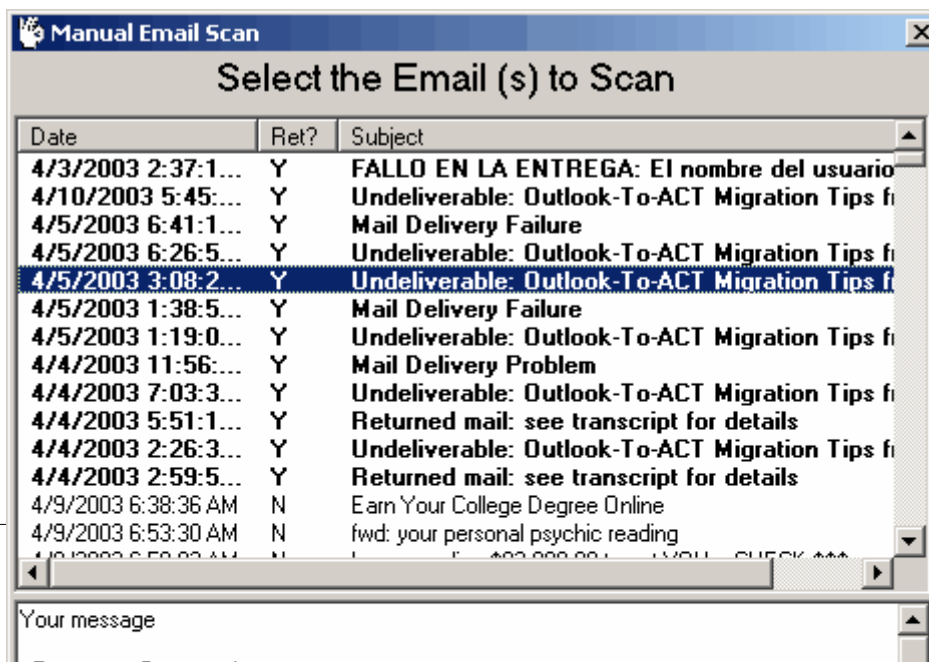 Manual Email Scan
Select the Email (s) to Scan
Date Ret? Subject
4/3/2003 2:37:1... Y FALLO EN LA ENTREGA: El nombre del usuario
4/10/2003 5:45:... Y Undeliverable: Outlook-To-ACT Migration Tips
4/5/2003 6:41:1... Y Mail Delivery Failure
4/5/2003 6:26:5... Y Undeliverable: Outlook-To-ACT Migration Tips
4/5/2003 3:08:2... Y Undeliverable: Outlook-To-ACT Migration Tips
4/5/2003 1:38:5... Y Mail Delivery Failure
4/5/2003 1:19:0... Y Undeliverable: Outlook-To-ACT Migration Tips
4/4/2003 11:56:... Y Mail Delivery Problem
4/4/2003 7:03:3... Y Undeliverable: Outlook-To-ACT Migration Tips
4/4/2003 5:51:1... Y Returned mail: see transcript for details
4/4/2003 2:26:3... Y Undeliverable: Outlook-To-ACT Migration Tips
4/4/2003 2:59:5... Y Returned mail: see transcript for details
4/9/2003 6:38:36 AM N Earn Your College Degree Online
4/9/2003 6:53:30 AM N fwd: your personal psychic reading
Your message